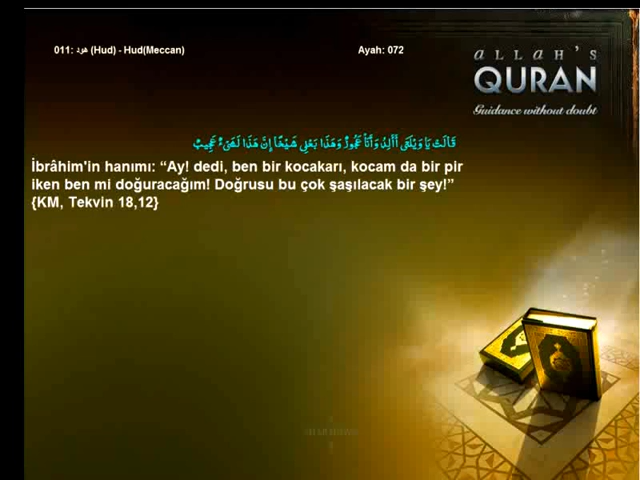 011: هود (Hud) - Hud(Meccan) Ayah: 072
ALLAH'S
QURAN
Guidance without doubt
قَالَتْ يَا وَيْلَتَى أَأَلِدُ وَأَنَاْ عَجُوزٌ وَهَذَا بَعْلِي شَيْخًا إِنَّ هَذَا لَشَيْءٌ عَجِيبٌ
İbrâhim'in hanımı: “Ay! dedi, ben bir kocakarı, kocam da bir pir
iken ben mi doğuracağım! Doğrusu bu çok şaşılacak bir şey!”
{KM, Tekvin 18,12}